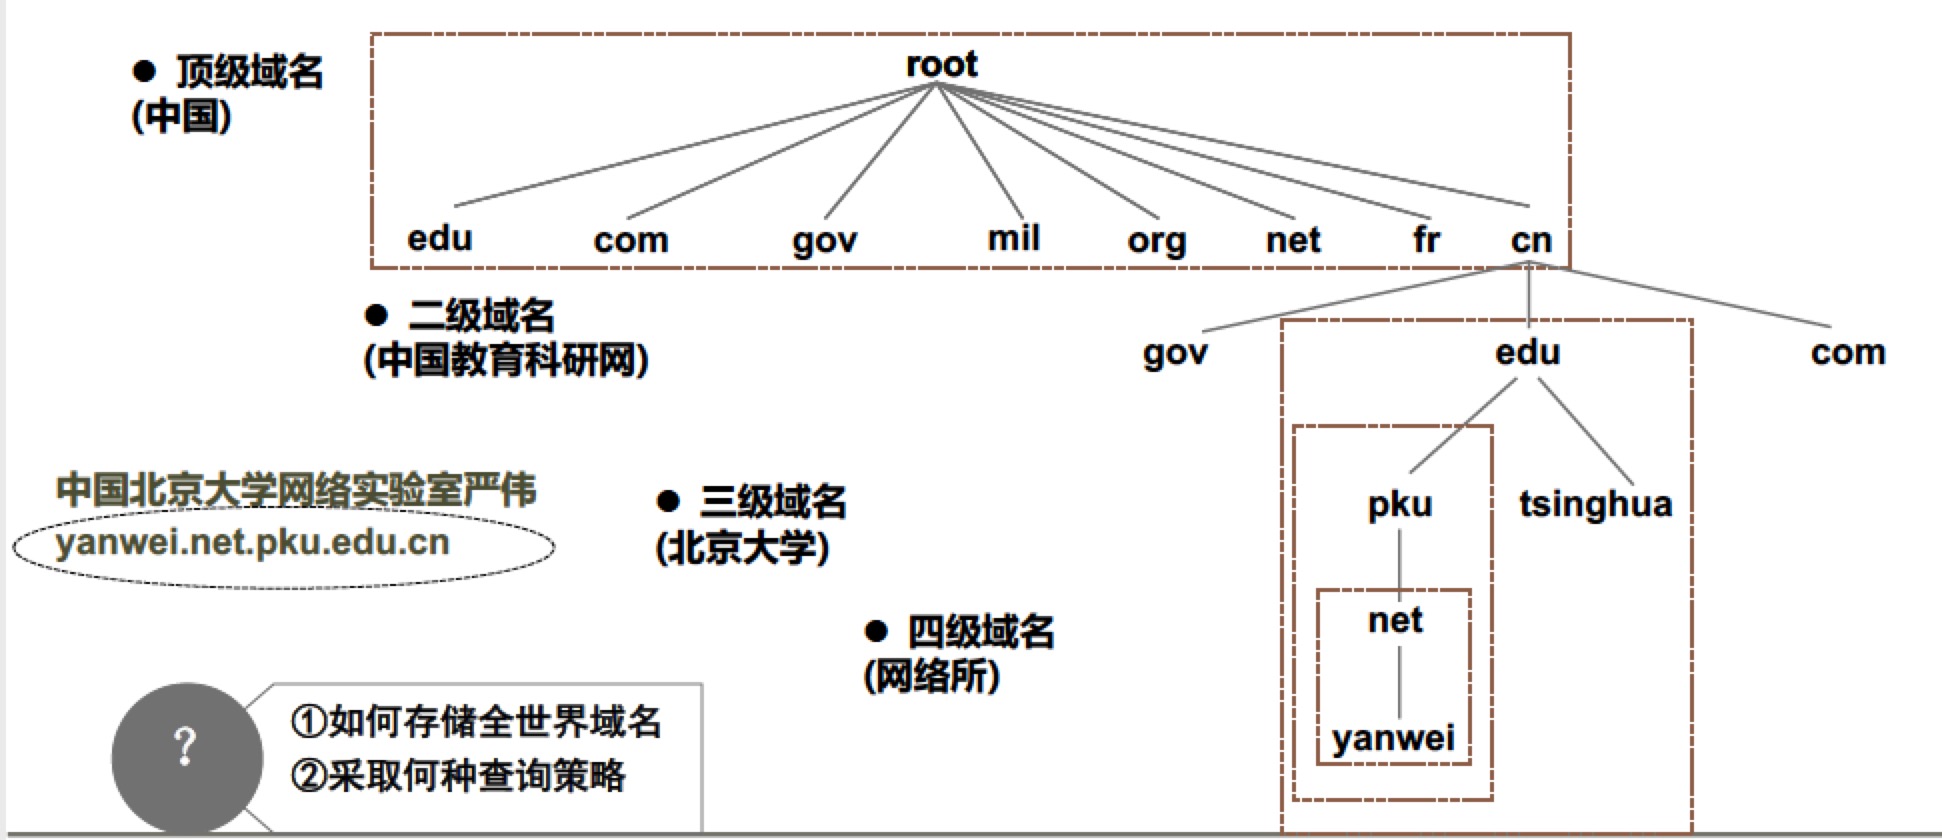 ● 顶级域名
(中国)
root
edu com gov mil org net fr cn
● 二级域名
(中国教育科研网)
gov edu com
中国北京大学网络实验室严伟
yanwei.net.pku.edu.cn
● 三级域名
(北京大学)
pku tsinghua
● 四级域名
(网络所)
net
yanwei
?
①如何存储全世界域名
②采取何种查询策略